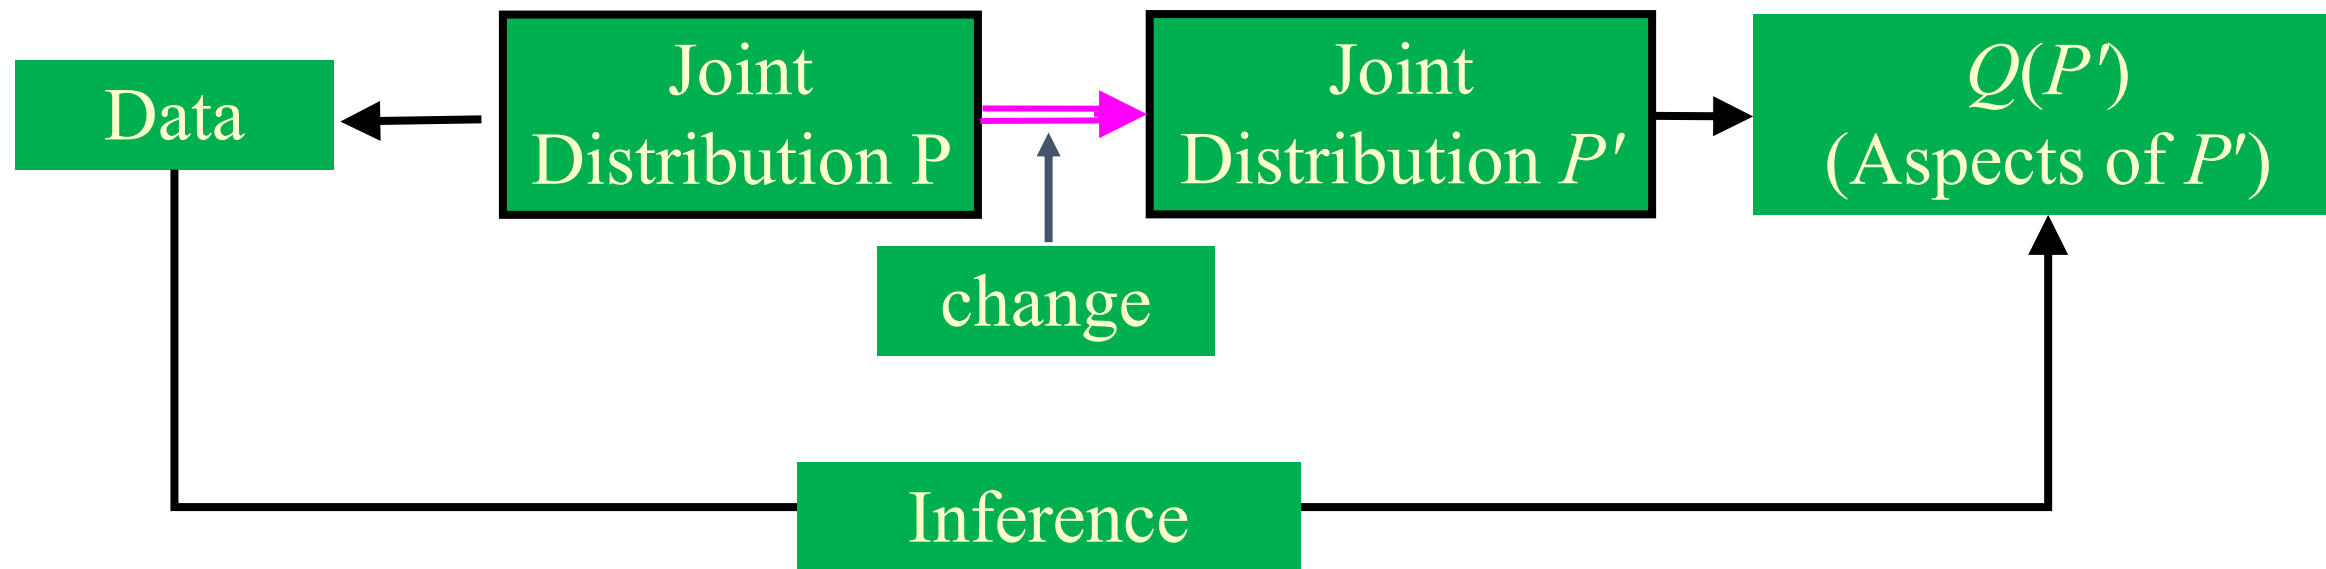 Data
Joint
Distribution P
Joint
Distribution P′
Q(P′)
(Aspects of P′)
change
Inference